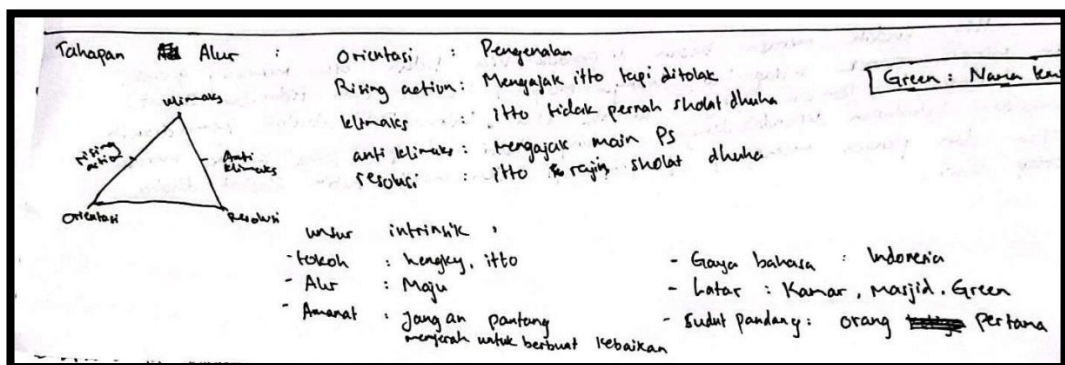 Tahapan Alur :
Orientasi : Pengenalan
Rising action : Mengajak itto tapi ditolak
klimaks : itto tidak pernah sholat dhuha
anti klimaks : mengajak main PS
resolusi : itto rajin sholat dhuha
Green : Nama
klimaks
rising action
Anti klimaks
Orientasi
Resolusi
unsur intrinsik :
- tokoh : hengky, itto
- Alur : Maju
- Amanat : Jangan pantang
menyerah untuk berbuat kebaikan
- Gaya bahasa : Indonesia
- Latar : Kamar, Masjid, Green
- Sudut pandang : orang pertama